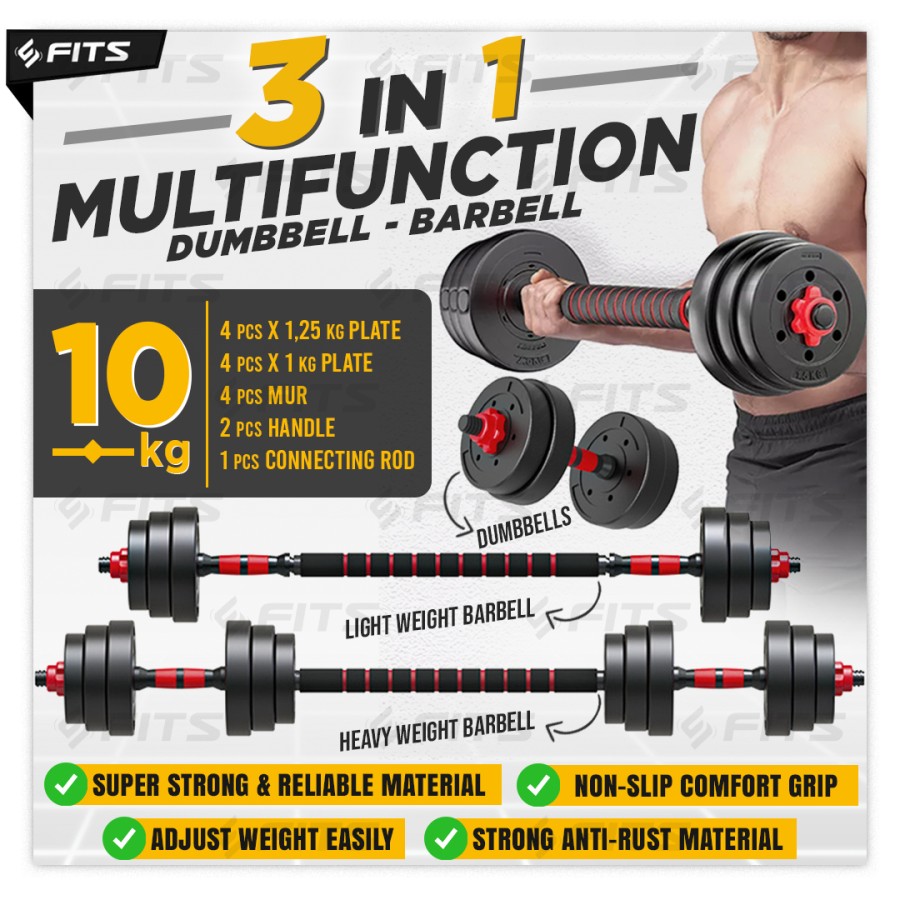 FITS
3 IN 1
MULTIFUNCTION
DUMBBELL - BARBELL
10
kg
4 PCS X 1,25 KG PLATE
4 PCS X 1 KG PLATE
4 PCS MUR
2 PCS HANDLE
1 PCS CONNECTING ROD
DUMBBELLS
LIGHT WEIGHT BARBELL
HEAVY WEIGHT BARBELL
SUPER STRONG & RELIABLE MATERIAL
NON-SLIP COMFORT GRIP
ADJUST WEIGHT EASILY
STRONG ANTI-RUST MATERIAL